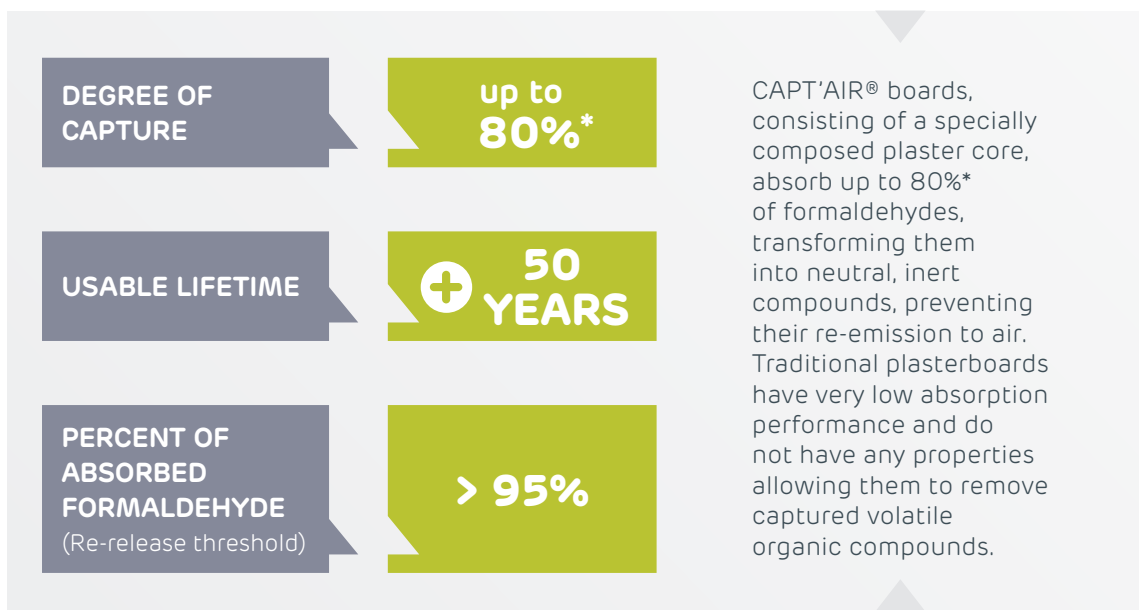 DEGREE OF
CAPTURE
up to
80%*
USABLE LIFETIME
+ 50
YEARS
PERCENT OF
ABSORBED
FORMALDEHYDE
(Re-release threshold)
> 95%
CAPT'AIR® boards,
consisting of a specially
composed plaster core,
absorb up to 80%*
of formaldehydes,
transforming them
into neutral, inert
compounds, preventing
their re-emission to air.
Traditional plasterboards
have very low absorption
performance and do
not have any properties
allowing them to remove
captured volatile
organic compounds.